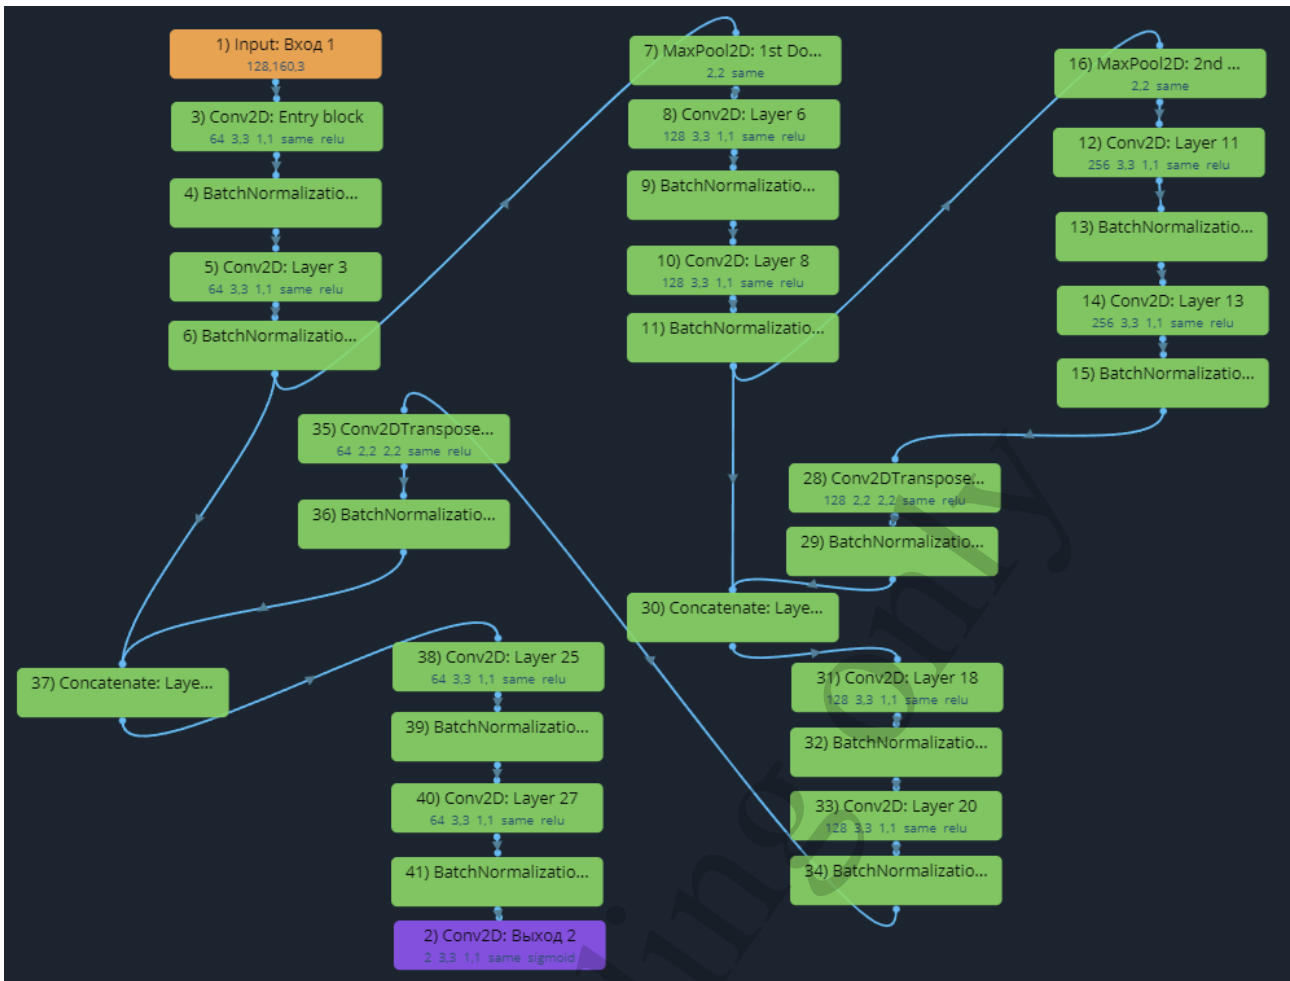 1) Input: Вход 1
128,160,3
3) Conv2D: Entry block
64 3,3 1,1 same relu
4) BatchNormalizatio...
5) Conv2D: Layer 3
64 3,3 1,1 same relu
6) BatchNormalizatio...
7) MaxPool2D: 1st Do...
2,2 same
8) Conv2D: Layer 6
128 3,3 1,1 same relu
9) BatchNormalizatio...
10) Conv2D: Layer 8
128 3,3 1,1 same relu
11) BatchNormalizatio...
16) MaxPool2D: 2nd ...
2,2 same
12) Conv2D: Layer 11
256 3,3 1,1 same relu
13) BatchNormalizatio...
14) Conv2D: Layer 13
256 3,3 1,1 same relu
15) BatchNormalizatio...
28) Conv2DTranspose:...
128 2,2 2,2 same relu
29) BatchNormalizatio...
30) Concatenate: Laye...
31) Conv2D: Layer 18
128 3,3 1,1 same relu
32) BatchNormalizatio...
33) Conv2D: Layer 20
128 3,3 1,1 same relu
34) BatchNormalizatio...
35) Conv2DTranspose...
64 2,2 2,2 same relu
36) BatchNormalizatio...
37) Concatenate: Laye...
38) Conv2D: Layer 25
64 3,3 1,1 same relu
39) BatchNormalizatio...
40) Conv2D: Layer 27
64 3,3 1,1 same relu
41) BatchNormalizatio...
2) Conv2D: Выход 2
2 3,3 1,1 same sigmoid
only